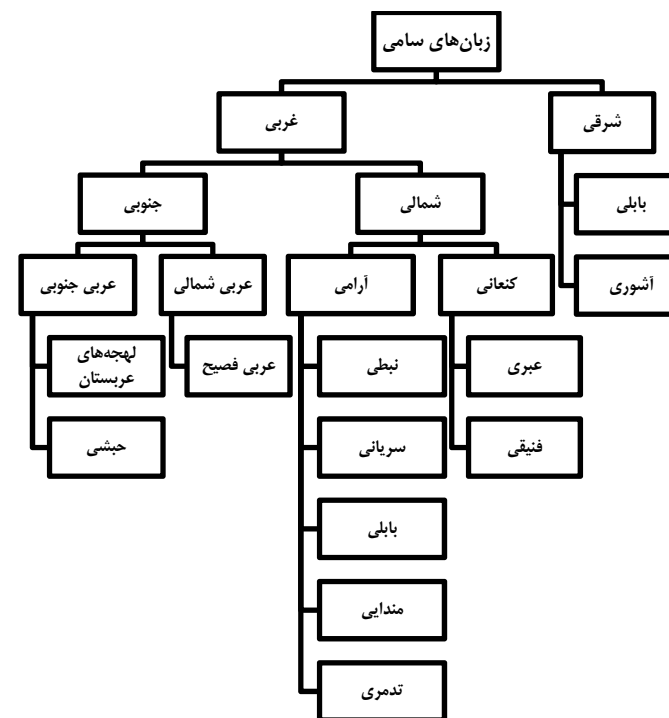 زبان‌های سامی
شرقی
غربی
شمالی
جنوبی
بابلی
آشوری
کنعانی
آرامی
عربی شمالی
عربی جنوبی
عبری
فنیقی
نبطی
سریانی
بابلی
مندایی
تدمری
عربی فصیح
لهجه‌های
عربستان
حبشی